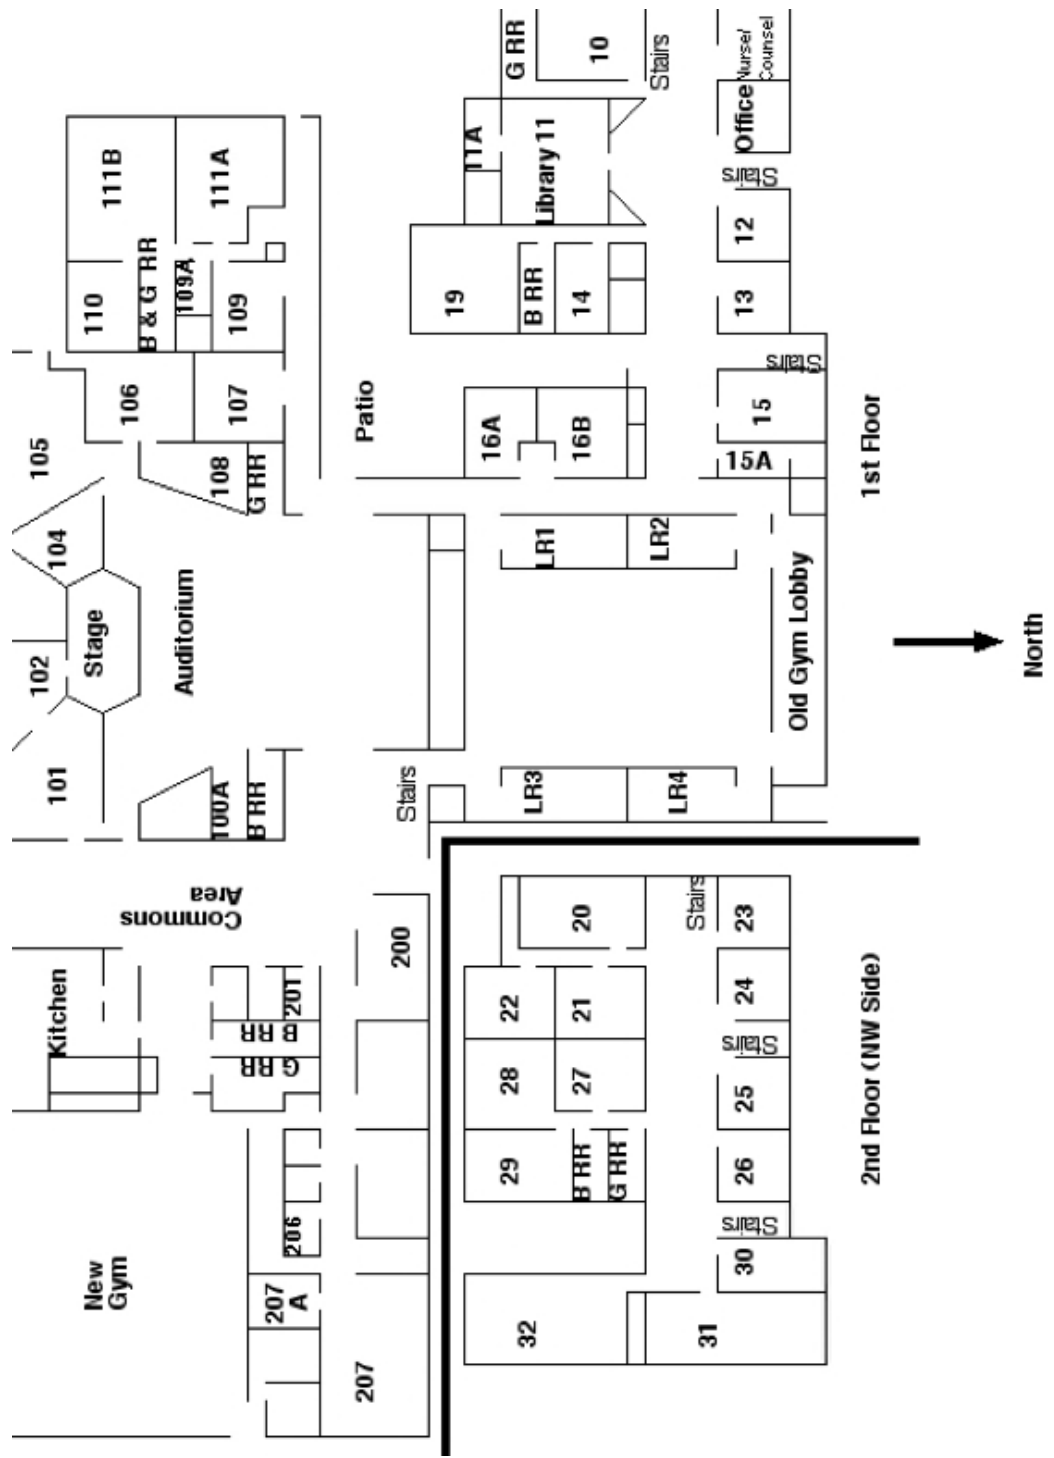 G RR
10
Stairs
Nurse/
Counsel
Office
11A
Library 11
Stairs
12
111B
111A
110
B & G RR
109A
109
19
B RR
14
13
Stairs
105
106
107
108
G RR
Patio
16A
16B
15
15A
1st Floor
104
102
101
Stage
Auditorium
100A
B RR
Stairs
LR1
LR2
LR3
LR4
Old Gym Lobby
North
Commons
Area
Kitchen
200
201
B RR
G RR
206
207
A
207
New
Gym
20
Stairs
23
22
21
24
Stairs
28
27
25
29
B RR
G RR
26
Stairs
30
32
31
2nd Floor (NW Side)